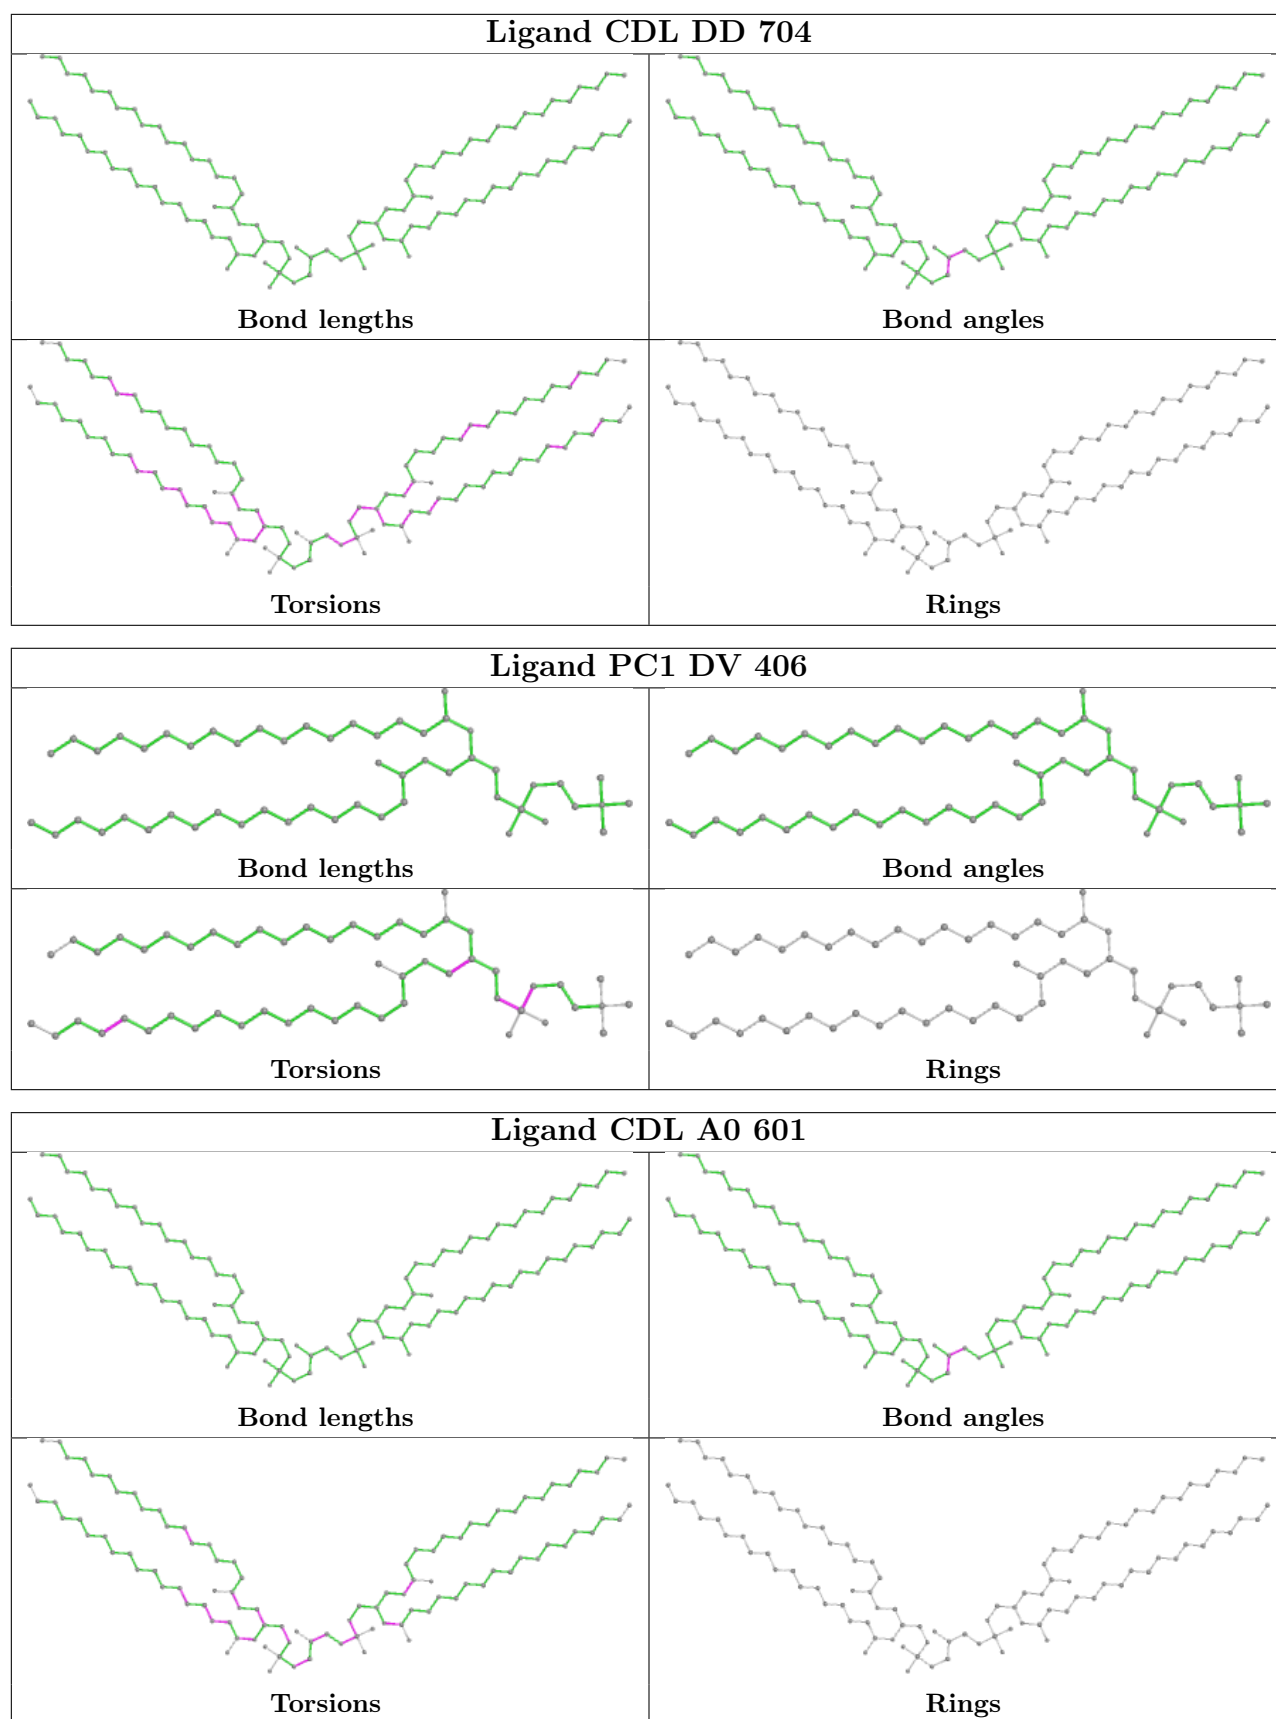 Ligand CDL DD 704
Bond lengths
Bond angles
Torsions
Rings
Ligand PC1 DV 406
Bond lengths
Bond angles
Torsions
Rings
Ligand CDL A0 601
Bond lengths
Bond angles
Torsions
Rings